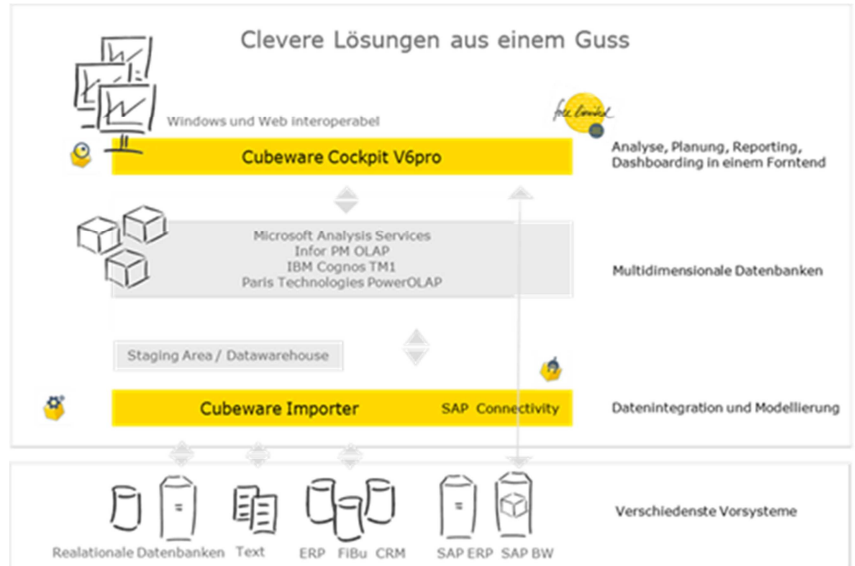 Clevere Lösungen aus einem Guss
Windows und Web interoperabel
free limited
Cubeware Cockpit V6pro
Analyse, Planung, Reporting,
Dashboarding in einem Forntend
Microsoft Analysis Services
Infor PM OLAP
IBM Cognos TM1
Paris Technologies PowerOLAP
Multidimensionale Datenbanken
Staging Area / Datawarehouse
Cubeware Importer
SAP Connectivity
Datenintegration und Modellierung
Verschiedenste Vorsysteme
Realationale Datenbanken
Text
ERP FiBu CRM
SAP ERP SAP BW